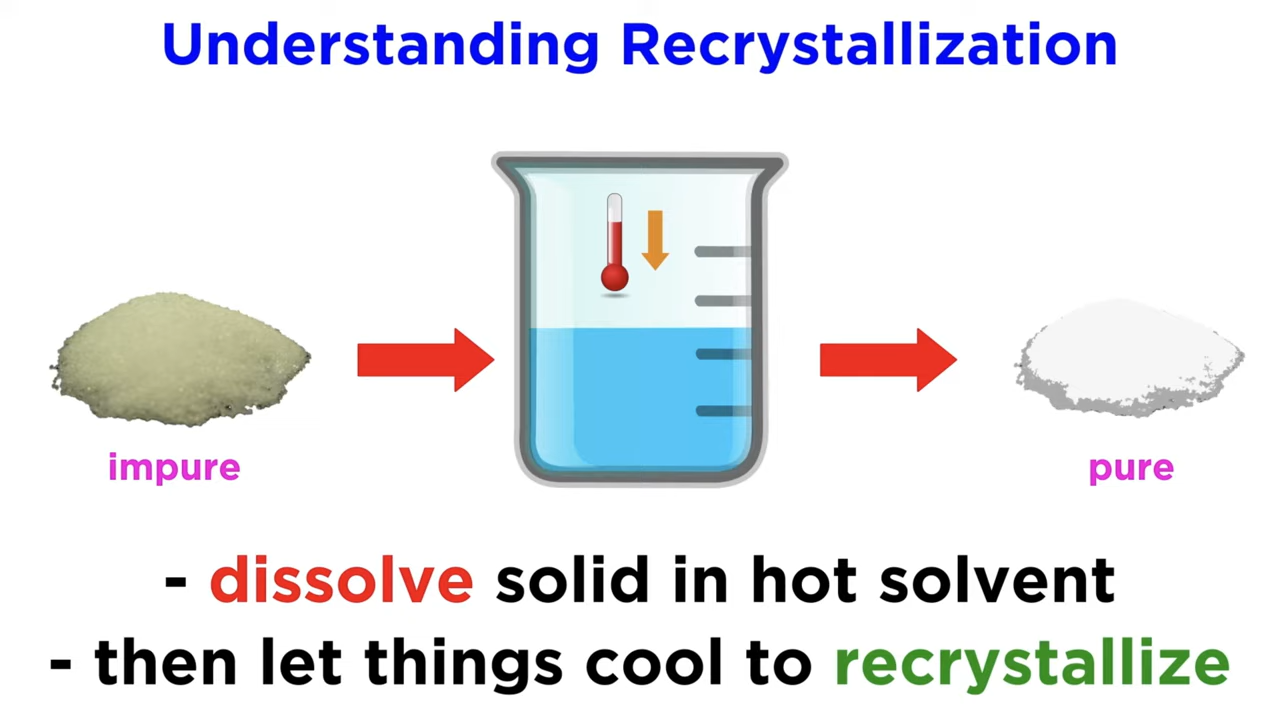 Understanding Recrystallization
impure
pure
- dissolve solid in hot solvent
- then let things cool to recrystallize